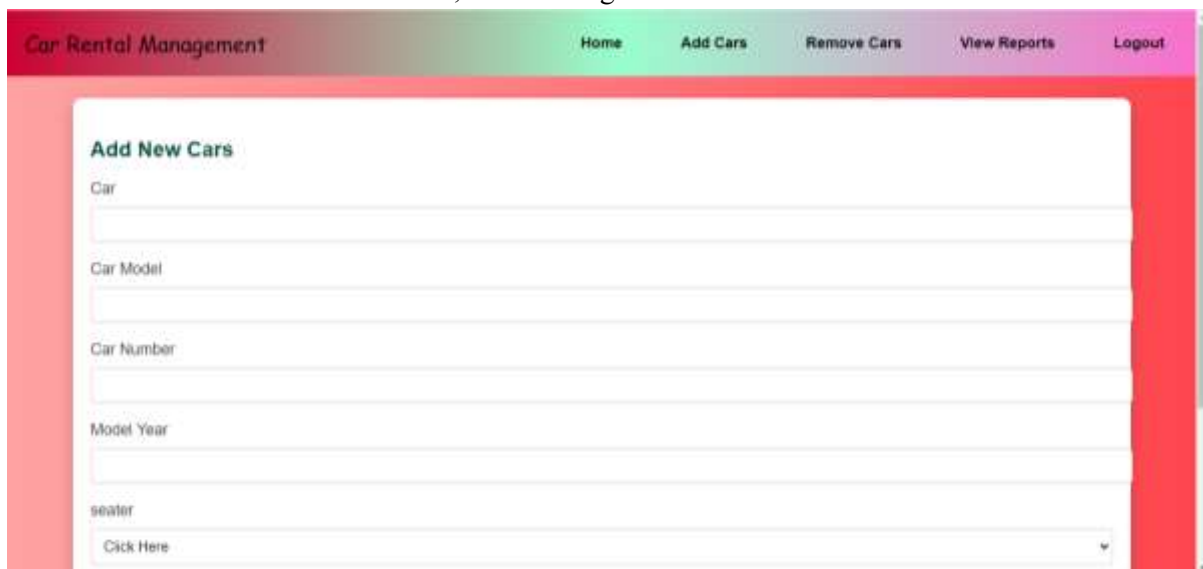 Car Rental Management
Home Add Cars Remove Cars View Reports Logout
Add New Cars
Car
Car Model
Car Number
Model Year
seater
Click Here